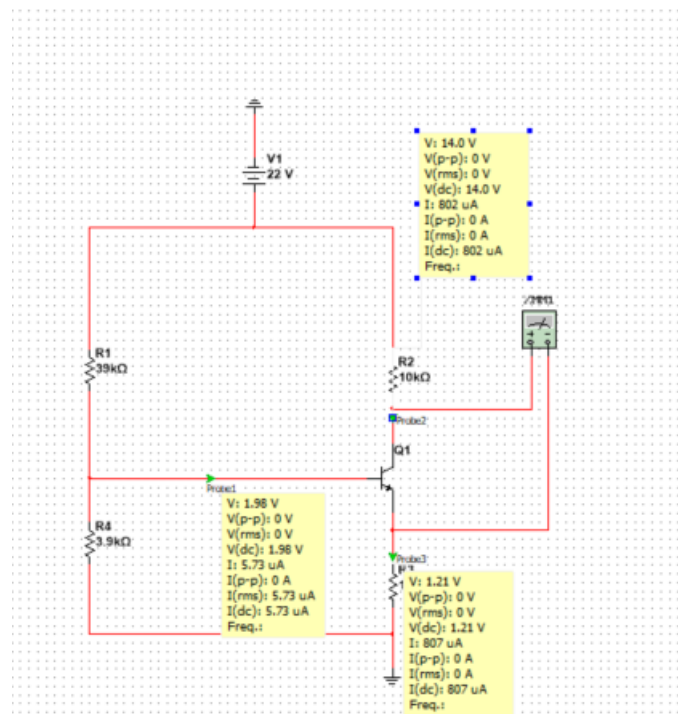 V1
22 V
V: 14.0 V
V(p-p): 0 V
V(rms): 0 V
V(dc): 14.0 V
I: 802 uA
I(p-p): 0 A
I(rms): 0 A
I(dc): 802 uA
Freq.:
R1
39kΩ
R2
10kΩ
Probe2
Q1
Probe1
V: 1.98 V
V(p-p): 0 V
V(rms): 0 V
V(dc): 1.98 V
I: 5.73 uA
I(p-p): 0 A
I(rms): 5.73 uA
I(dc): 5.73 uA
Freq.:
R4
3.9kΩ
Probe3
V: 1.21 V
V(p-p): 0 V
V(rms): 0 V
V(dc): 1.21 V
I: 807 uA
I(p-p): 0 A
I(rms): 0 A
I(dc): 807 uA
Freq.: